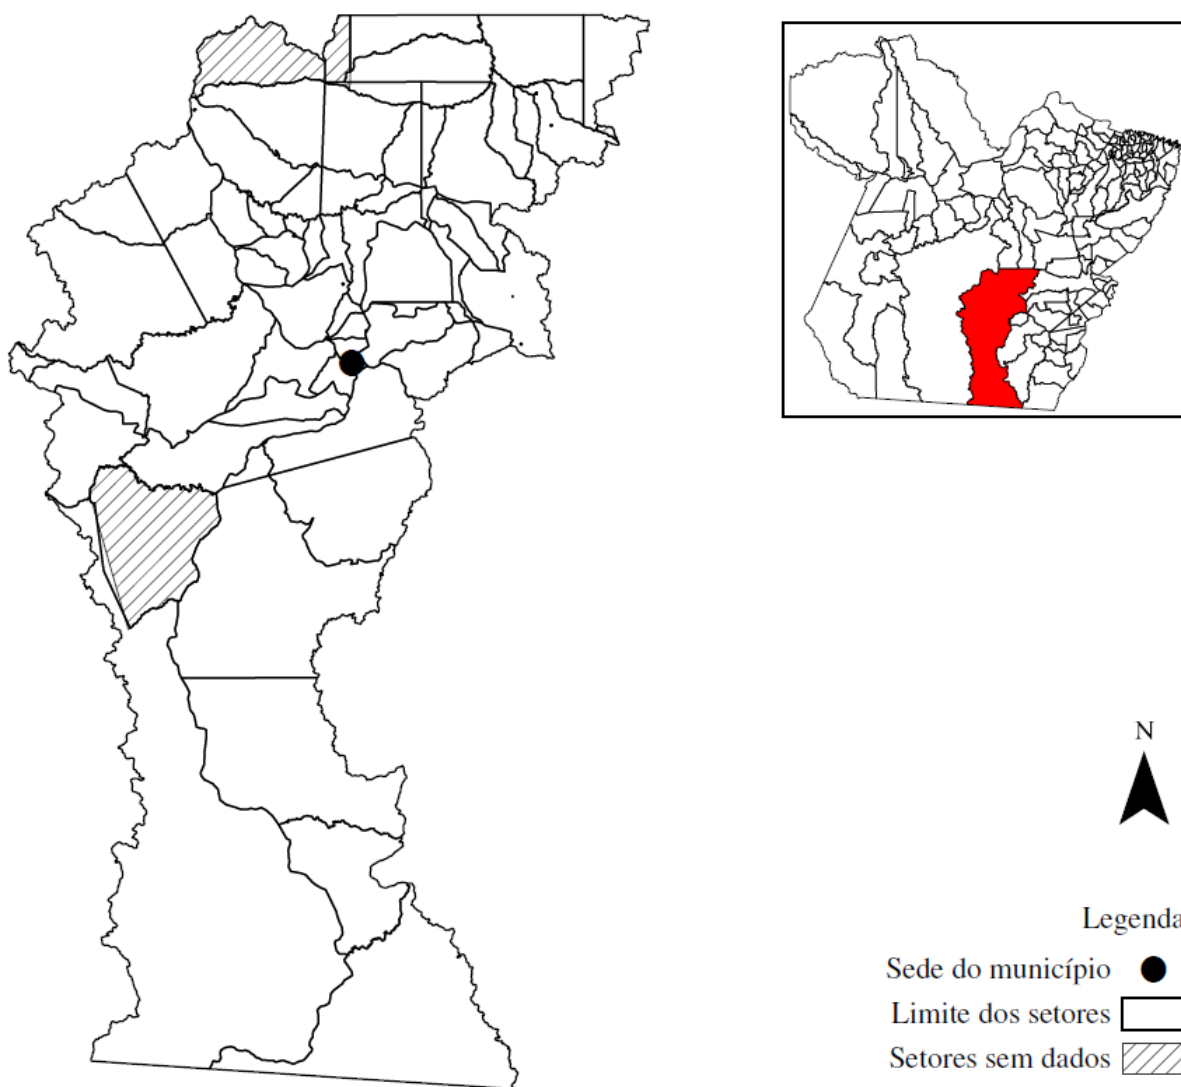 N
Legenda
Sede do município
Limite dos setores
Setores sem dados